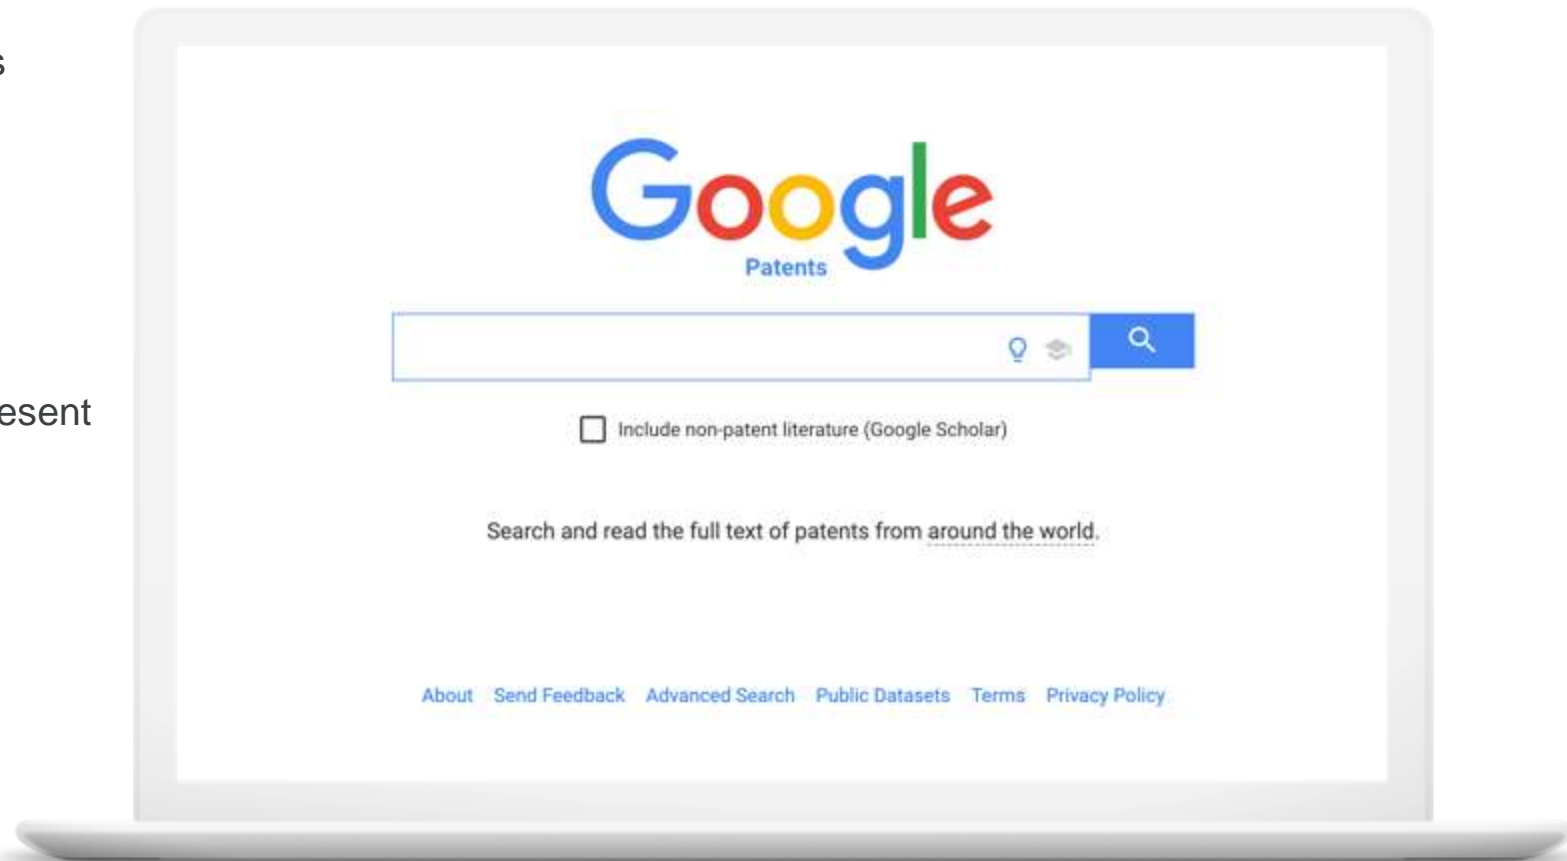 s
Google
Patents
Include non-patent literature (Google Scholar)
esent
Search and read the full text of patents from around the world.
About Send Feedback Advanced Search Public Datasets Terms Privacy Policy